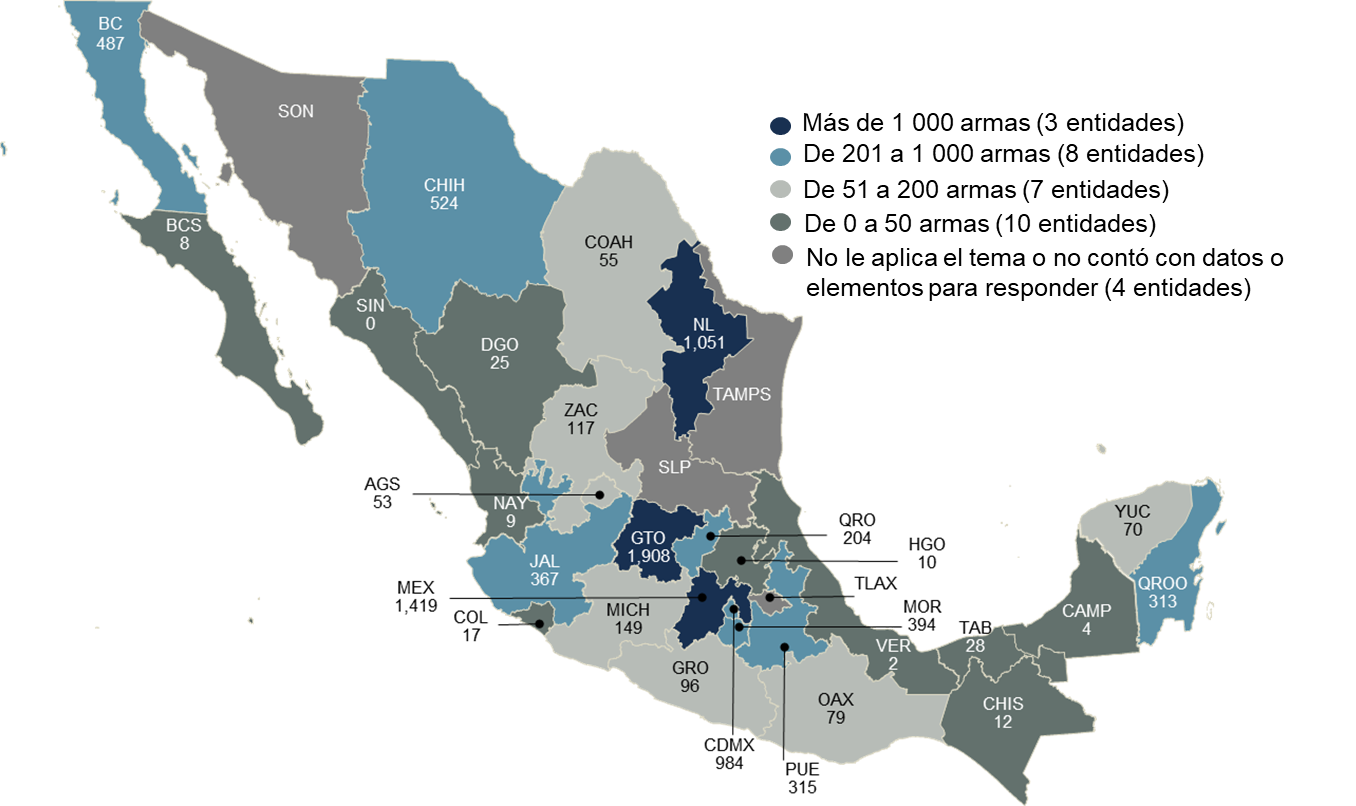 BC
487
SON
CHIH
524
BCS
8
COAH
55
SIN
0
DGO
25
NL
1,051
TAMPS
ZAC
117
SLP
AGS
53
NAY
9
GTO
1,908
QRO
204
HGO
10
JAL
367
MEX
1,419
TLAX
COL
17
MICH
149
MOR
394
GRO
96
VER
2
TAB
28
CAMP
4
YUC
70
QROO
313
OAX
79
CHIS
12
CDMX
984
PUE
315
Más de 1 000 armas (3 entidades)
De 201 a 1 000 armas (8 entidades)
De 51 a 200 armas (7 entidades)
De 0 a 50 armas (10 entidades)
No le aplica el tema o no contó con datos o
elementos para responder (4 entidades)